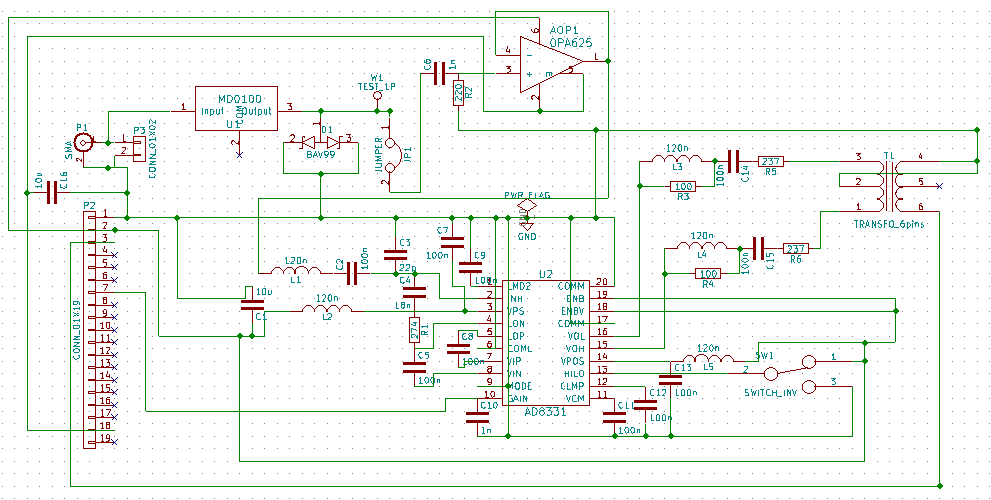 AOP1
OPA625
6
4
3
5
2
1
C6
1n
220
R2
W1
TEST_1P
MD0100
Input
Output
COM
U1
1
3
2
P1
SMA
2
P3
1
2
CONN_01X02
D1
2
3
1
BAV99
JUMPER
JP1
1
2
10u
C16
P2
CONN_01X19
1
2
3
4
5
6
7
8
9
10
11
12
13
14
15
16
17
18
19
PWR_FLAG
GND
120n
L3
100
R3
100n
C14
237
R5
T1
3
2
1
4
5
6
TRANSFO_6pins
120n
L4
100
R4
100n
C15
237
R6
120n
L1
C2
100n
C3
22p
C4
18n
C7
100n
C9
10u
C1
120n
L2
274
R1
C5
100n
C8
100n
C10
1n
U2
AD8331
1
LMD2
2
INH
3
VPS
4
LON
5
LOP
6
COML
7
VIP
8
VIN
9
MODE
10
GAIN
20
COMM
19
ENB
18
ENBV
17
COMM
16
VOL
15
VOH
14
VPOS
13
HILO
12
CLMP
11
VCM
C11
100n
C12
100n
C13
100n
120n
L5
SW1
1
2
3
SWITCH_INV